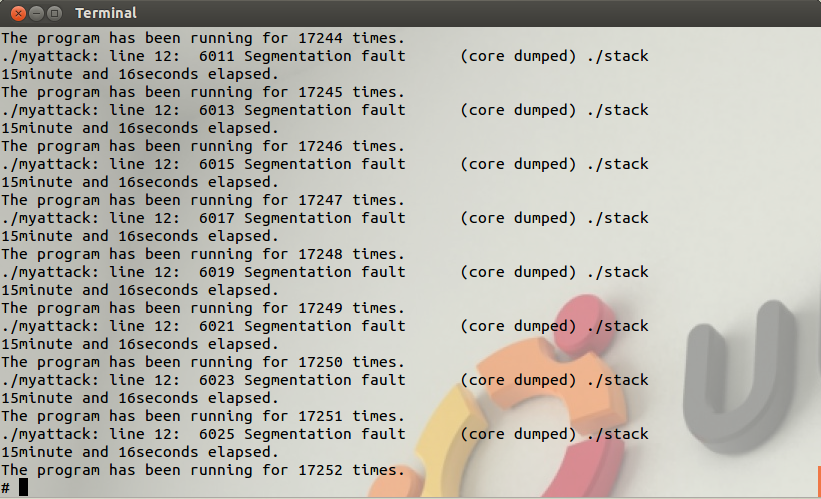 Terminal
The program has been running for 17244 times.
./myattack: line 12:  6011 Segmentation fault      (core dumped) ./stack
15minute and 16seconds elapsed.
The program has been running for 17245 times.
./myattack: line 12:  6013 Segmentation fault      (core dumped) ./stack
15minute and 16seconds elapsed.
The program has been running for 17246 times.
./myattack: line 12:  6015 Segmentation fault      (core dumped) ./stack
15minute and 16seconds elapsed.
The program has been running for 17247 times.
./myattack: line 12:  6017 Segmentation fault      (core dumped) ./stack
15minute and 16seconds elapsed.
The program has been running for 17248 times.
./myattack: line 12:  6019 Segmentation fault      (core dumped) ./stack
15minute and 16seconds elapsed.
The program has been running for 17249 times.
./myattack: line 12:  6021 Segmentation fault      (core dumped) ./stack
15minute and 16seconds elapsed.
The program has been running for 17250 times.
./myattack: line 12:  6023 Segmentation fault      (core dumped) ./stack
15minute and 16seconds elapsed.
The program has been running for 17251 times.
./myattack: line 12:  6025 Segmentation fault      (core dumped) ./stack
15minute and 16seconds elapsed.
The program has been running for 17252 times.
#